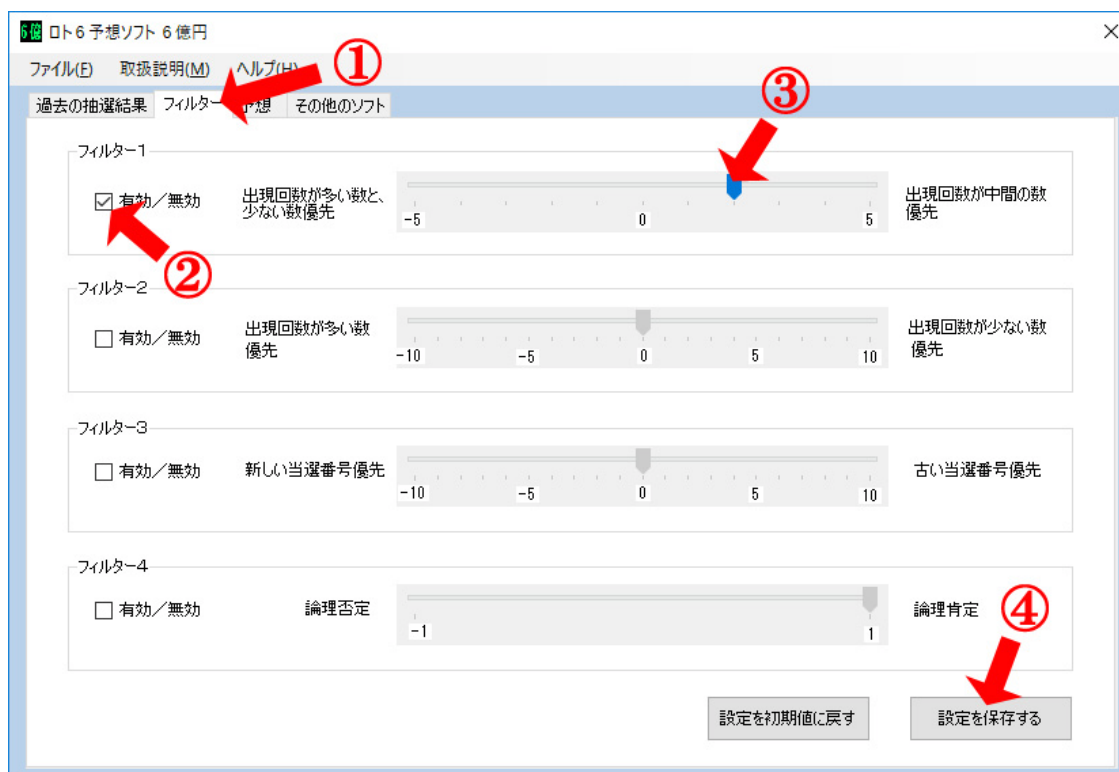 6億 ロト6予想ソフト 6億円
ファイル(F) 取扱説明(M) ヘルプ(H)
①
過去の抽選結果 フィルター 予想 その他のソフト
③
フィルター1
有効／無効
出現回数が多い数と、
少ない数優先
-5 0 5
出現回数が中間の数
優先
②
フィルター2
有効／無効
出現回数が多い数
優先
-10 -5 0 5 10
出現回数が少ない数
優先
フィルター3
有効／無効
新しい当選番号優先
-10 -5 0 5 10
古い当選番号優先
フィルター4
有効／無効
論理否定
-1 1
論理肯定
④
設定を初期値に戻す 設定を保存する